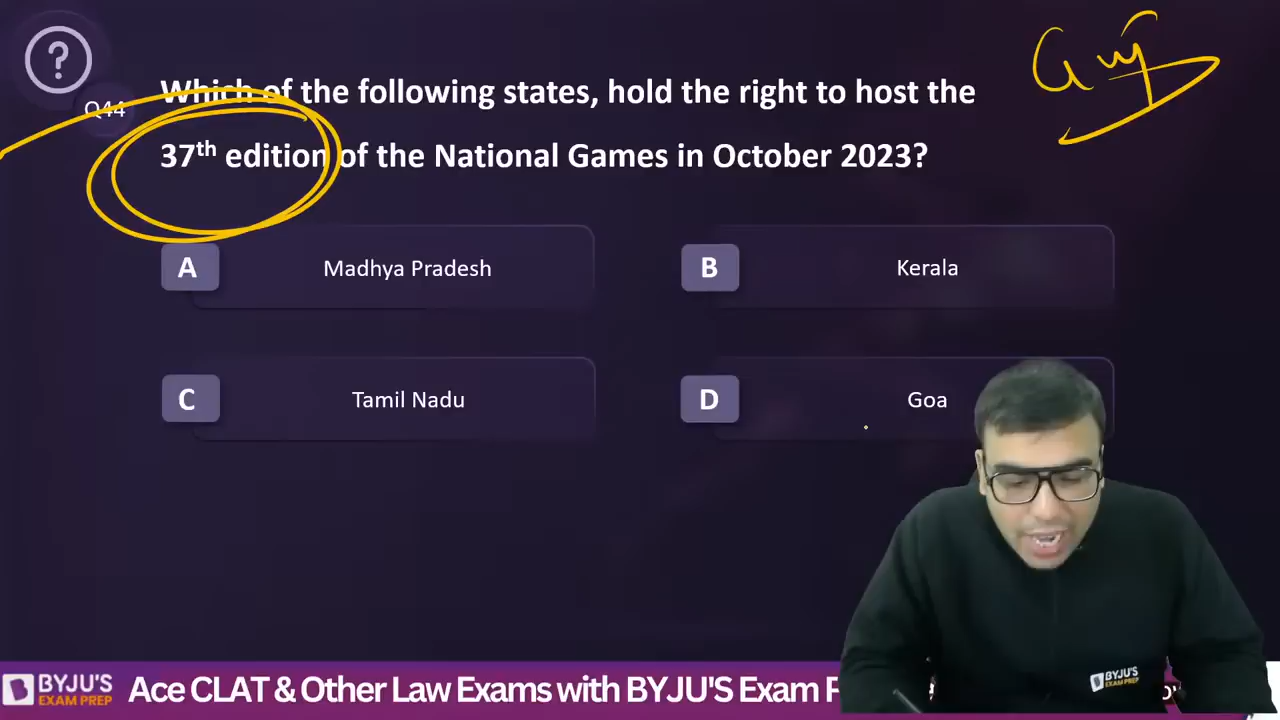 Guj
Q44
Which of the following states, hold the right to host the
37th edition of the National Games in October 2023?
A Madhya Pradesh
B Kerala
C Tamil Nadu
D Goa
BYJU'S
EXAM PREP
Ace CLAT & Other Law Exams with BYJU'S Exam
BYJU'S
EXAM PREP